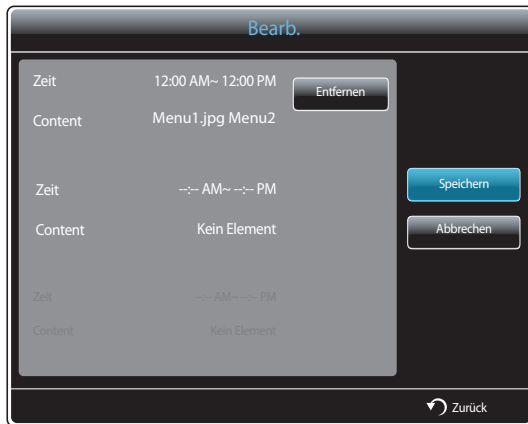 Bearb.
Zeit 12:00 AM~ 12:00 PM Entfernen
Content Menu1.jpg Menu2
Zeit --:-- AM~ --:-- PM Speichern
Content Kein Element Abbrechen
Zeit --:-- AM~ --:-- PM
Content Kein Element
Zurück